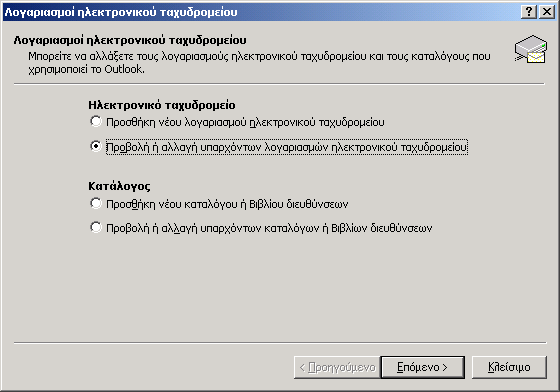 Λογαριασμοί ηλεκτρονικού ταχυδρομείου
Λογαριασμοί ηλεκτρονικού ταχυδρομείου
Μπορείτε να αλλάξετε τους λογαριασμούς ηλεκτρονικού ταχυδρομείου και τους καταλόγους που
χρησιμοποιεί το Outlook.
Ηλεκτρονικό ταχυδρομείο
Προσθήκη νέου λογαριασμού ηλεκτρονικού ταχυδρομείου
Προβολή ή αλλαγή υπαρχόντων λογαριασμών ηλεκτρονικού ταχυδρομείου
Κατάλογος
Προσθήκη νέου καταλόγου ή Βιβλίου διευθύνσεων
Προβολή ή αλλαγή υπαρχόντων καταλόγων ή Βιβλίων διευθύνσεων
< Προηγούμενο Επόμενο > Κλείσιμο